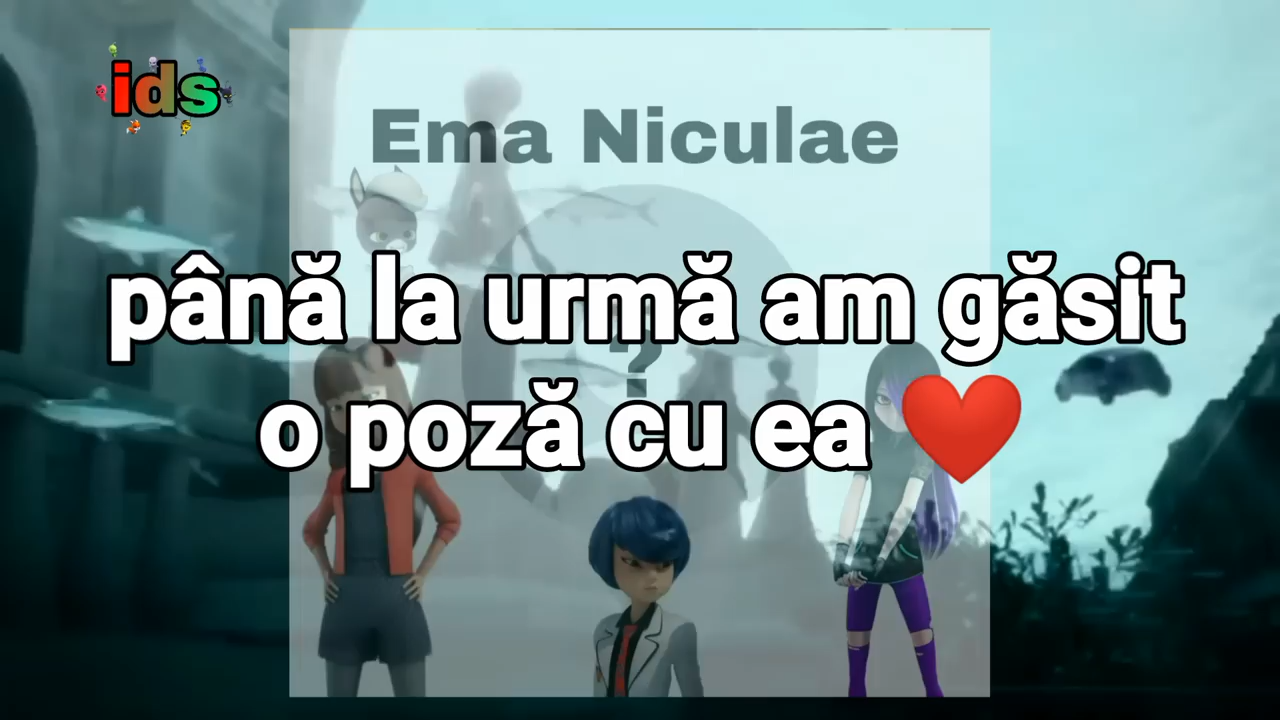 ids
Ema Niculae
până la urmă am găsit
?
o poză cu ea ❤️